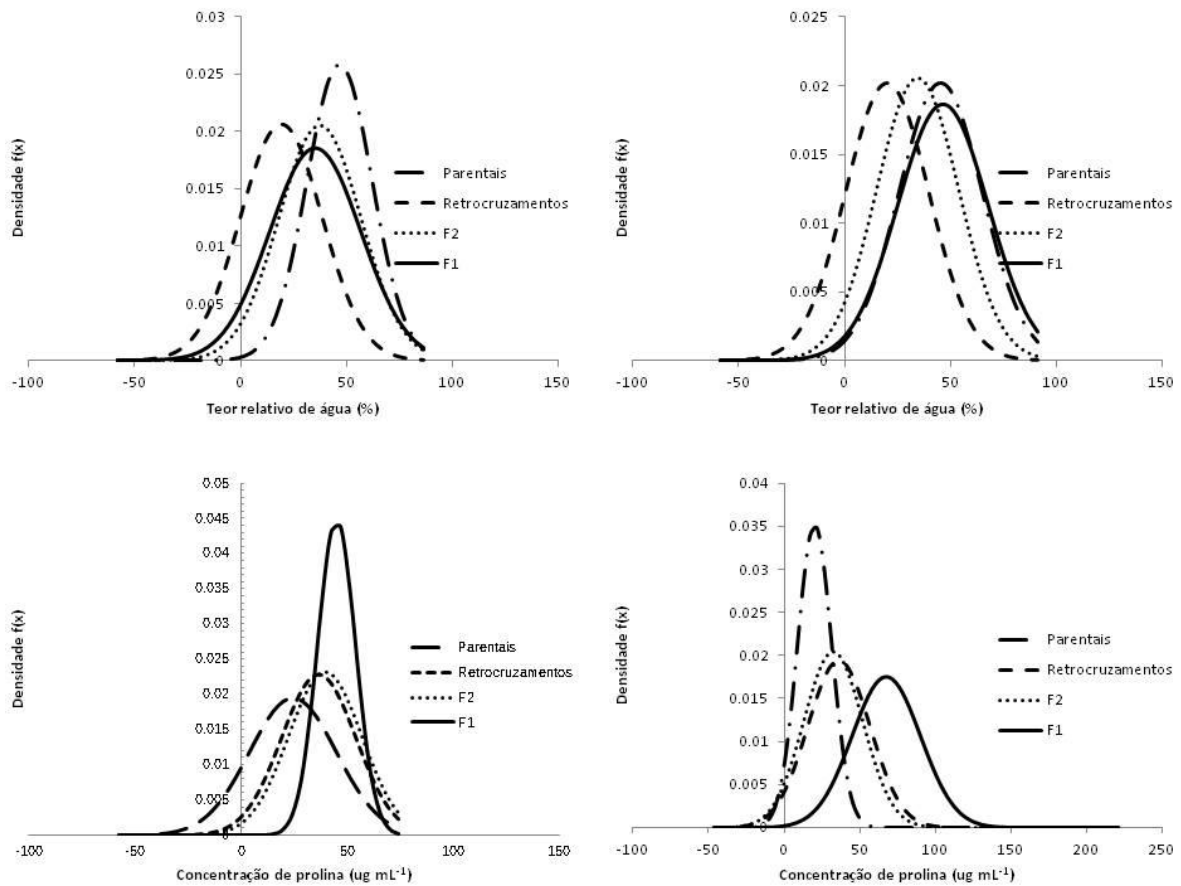 0.03
0.025
0.02
0.015
0.01
0.005
0
-100
-50
0
50
100
150
Densidade f(x)
Teor relativo de água (%)
Parentais
Retrocruzamentos
F2
F1
0.025
0.02
0.015
0.01
0.005
0
-100
-50
0
50
100
150
Densidade f(x)
Teor relativo de água (%)
Parentais
Retrocruzamentos
F2
F1
0.05
0.045
0.04
0.035
0.03
0.025
0.02
0.015
0.01
0.005
0
-100
-50
0
50
100
150
Densidade f(x)
Concentração de prolina (ug mL-1)
Parentais
Retrocruzamentos
F2
F1
0.04
0.035
0.03
0.025
0.02
0.015
0.01
0.005
0
-100
-50
0
50
100
150
200
250
Densidade f(x)
Concentração de prolina (ug mL-1)
Parentais
Retrocruzamentos
F2
F1